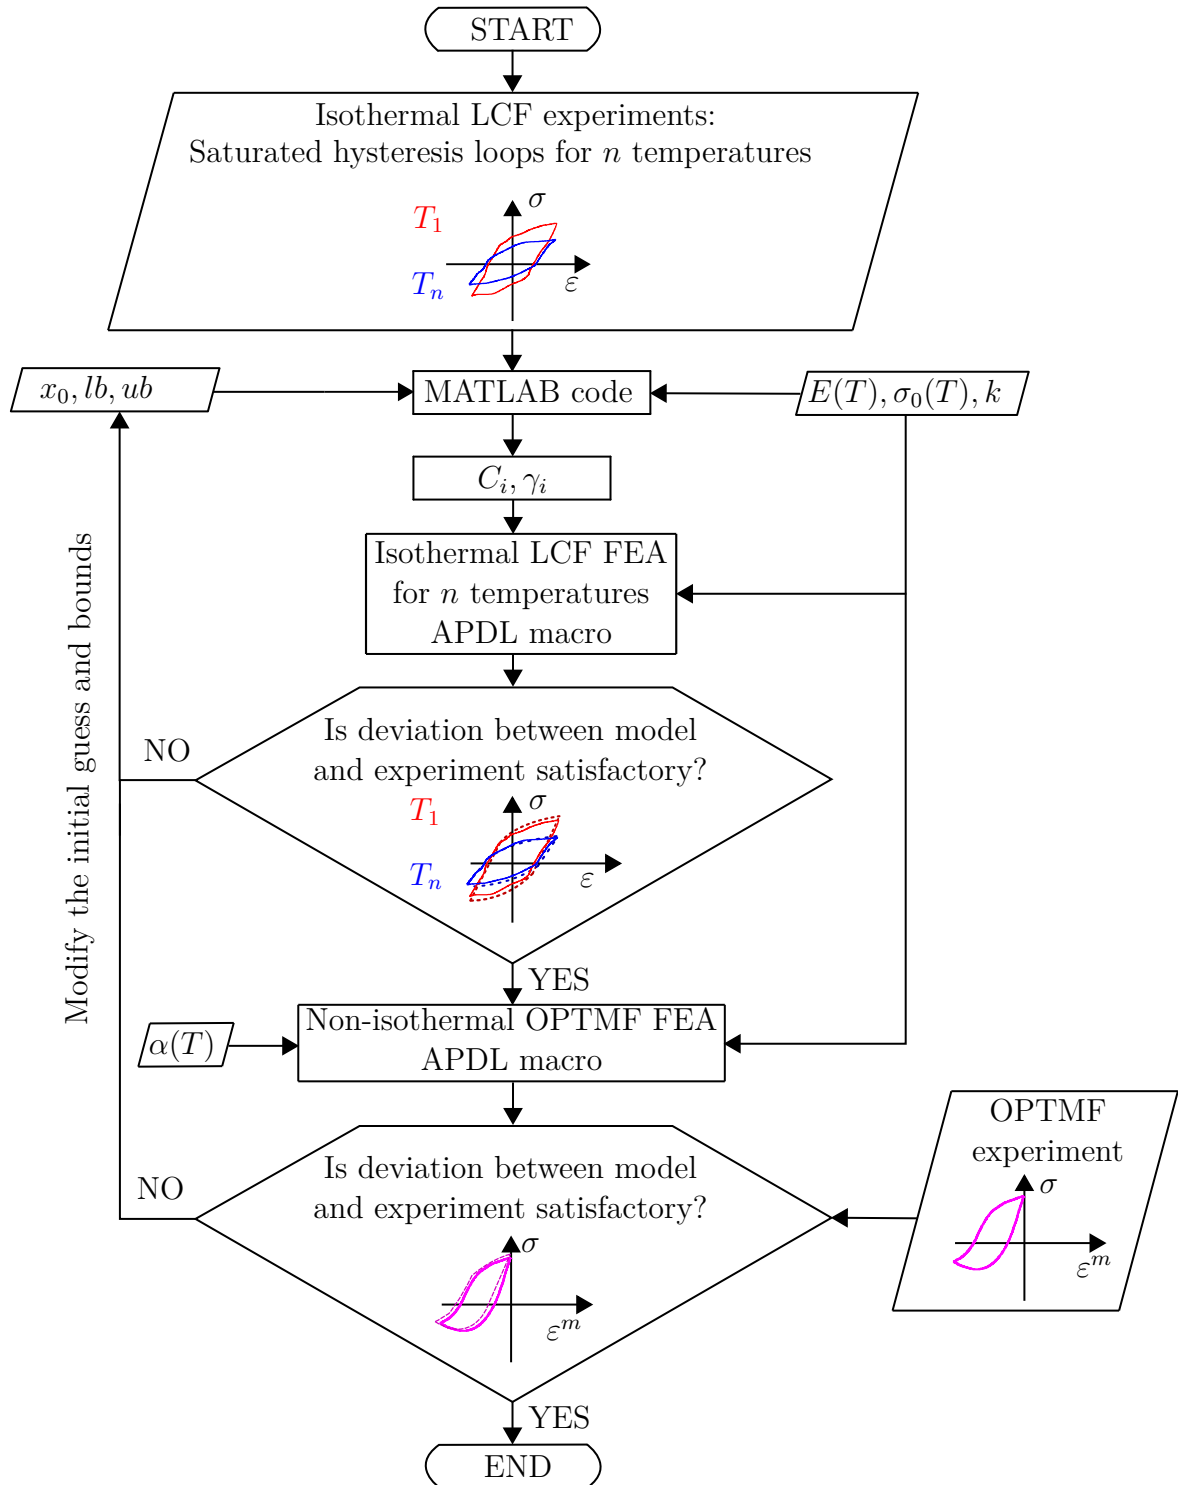 START
Isothermal LCF experiments:
Saturated hysteresis loops for n temperatures
σ
T₁
Tₙ
ε
x₀, lb, ub
MATLAB code
E(T), σ₀(T), k
Cᵢ, γᵢ
Isothermal LCF FEA
for n temperatures
APDL macro
Modify the initial guess and bounds
Is deviation between model
and experiment satisfactory?
NO
σ
T₁
Tₙ
ε
YES
Non-isothermal OPTMF FEA
APDL macro
α(T)
OPTMF
experiment
σ
εᵐ
Is deviation between model
and experiment satisfactory?
NO
σ
εᵐ
YES
END